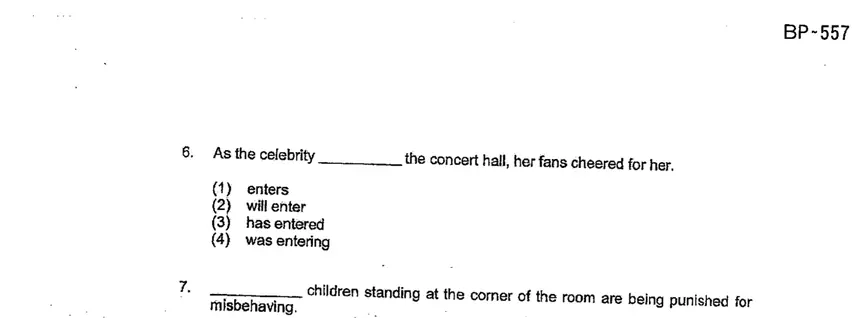 BP-557
6. As the celebrity __________ the concert hall, her fans cheered for her.
(1) enters
(2) will enter
(3) has entered
(4) was entering
7. ___________ children standing at the corner of the room are being punished for
misbehaving.